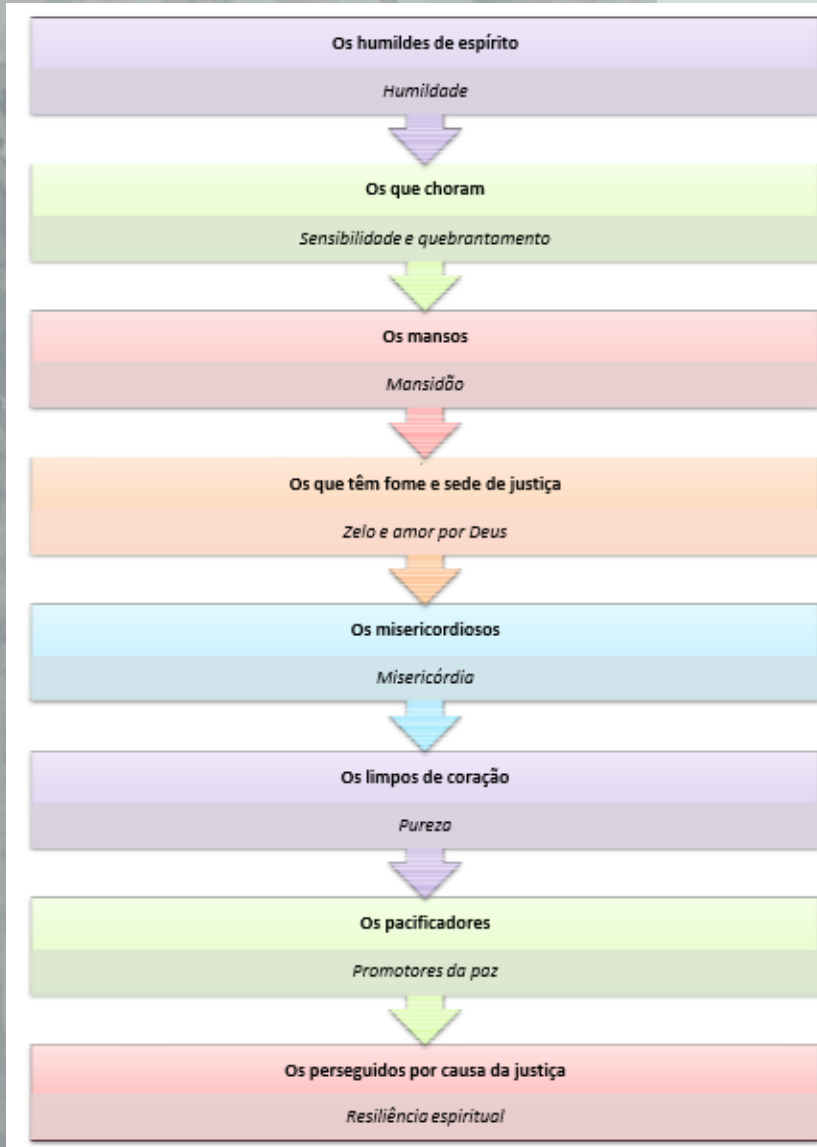 Os humildes de espírito
Humildade
Os que choram
Sensibilidade e quebrantamento
Os mansos
Mansidão
Os que têm fome e sede de justiça
Zelo e amor por Deus
Os misericordiosos
Misericórdia
Os limpos de coração
Pureza
Os pacificadores
Promotores da paz
Os perseguidos por causa da justiça
Resiliência espiritual